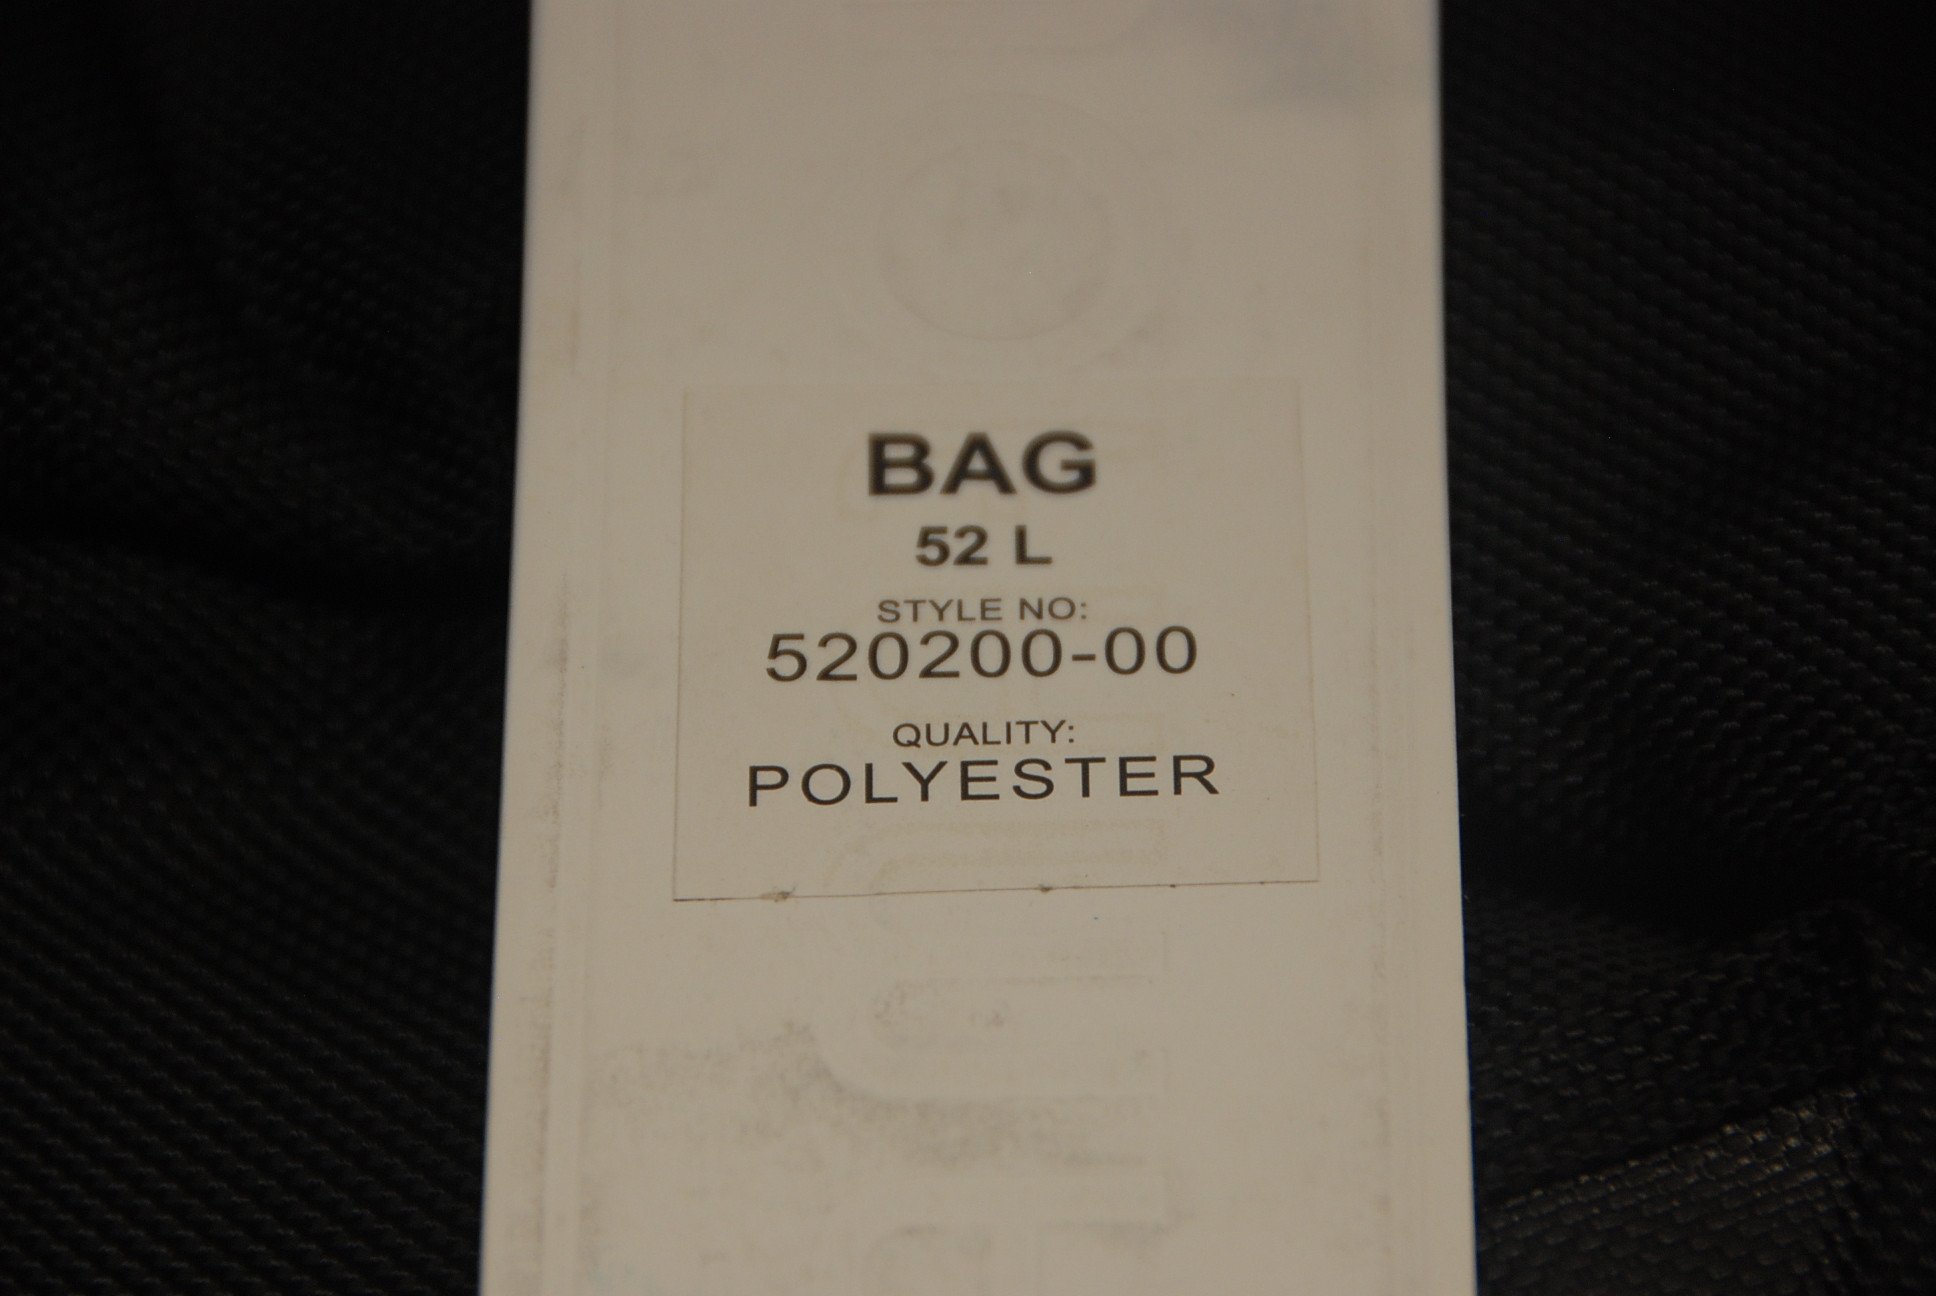 BAG
52 L
STYLE NO:
520200-00
QUALITY:
POLYESTER